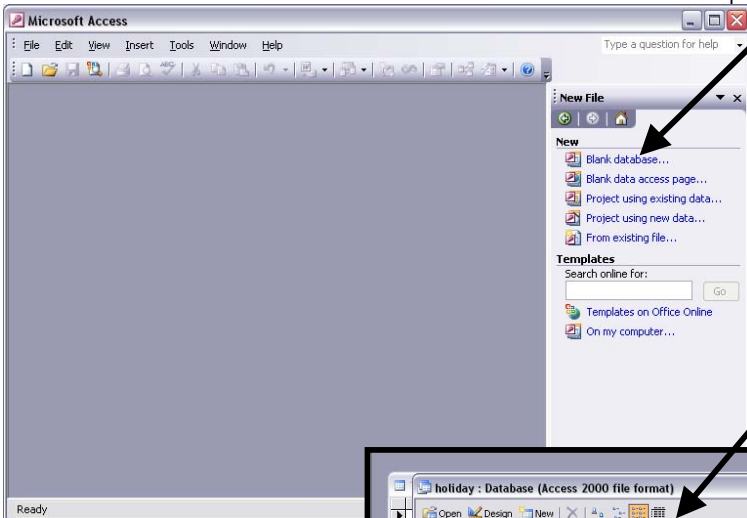 Microsoft Access
File Edit View Insert Tools Window Help
Type a question for help
New File
New
Blank database...
Blank data access page...
Project using existing data...
Project using new data...
From existing file...
Templates
Search online for:
Go
Templates on Office Online
On my computer...
holiday : Database (Access 2000 file format)
Open Design New
Ready